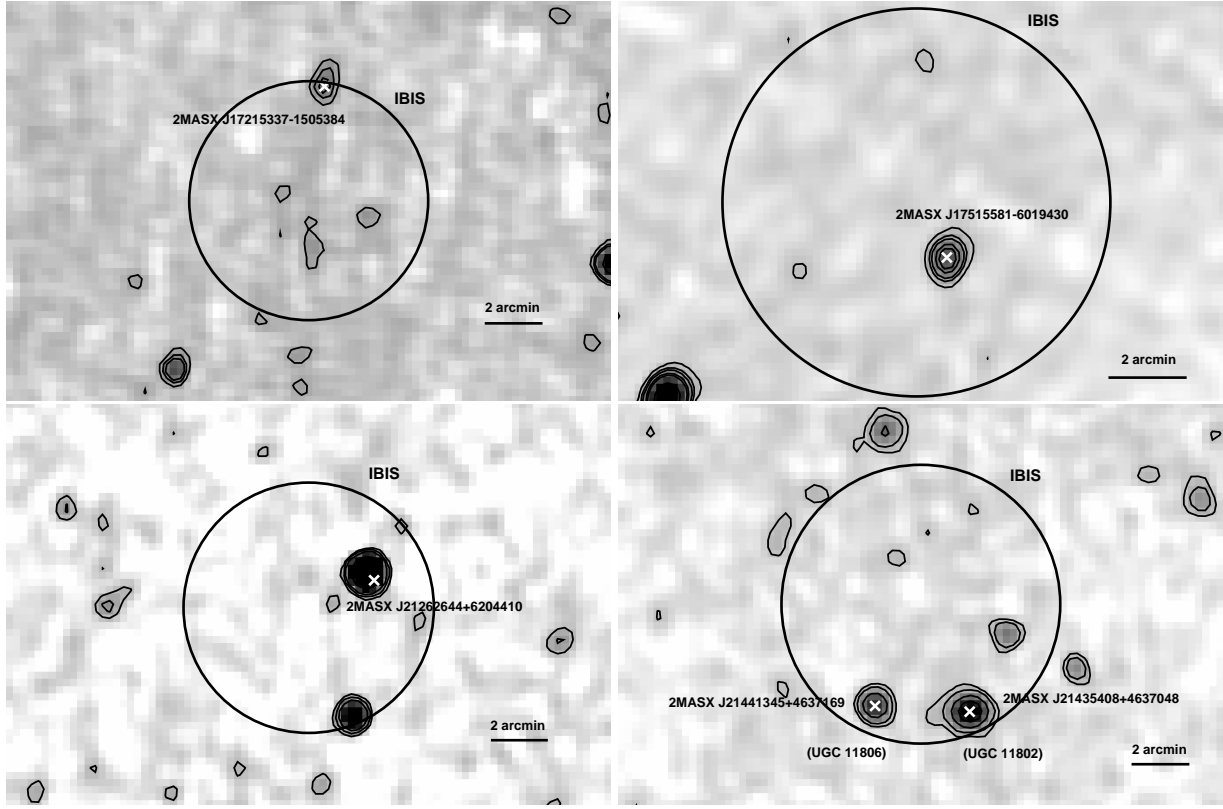 IBIS
2MASX J17215337-1505384
2 arcmin
IBIS
2MASX J17515581-6019430
2 arcmin
IBIS
2MASX J21262644+6204410
2 arcmin
IBIS
2MASX J21441345+4637169
2MASX J21435408+4637048
(UGC 11806)
(UGC 11802)
2 arcmin